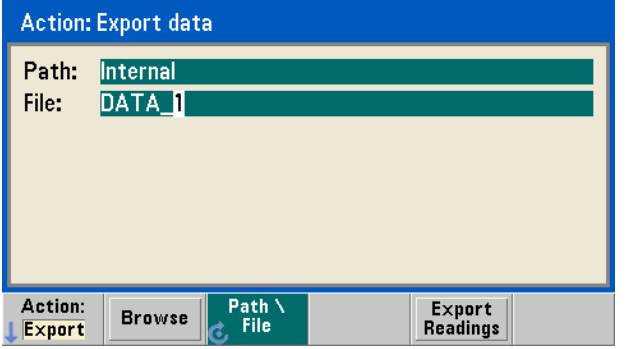 Action: Export data
Path: Internal
File: DATA_1
Action:
Export
Browse
Path \
File
Export
Readings